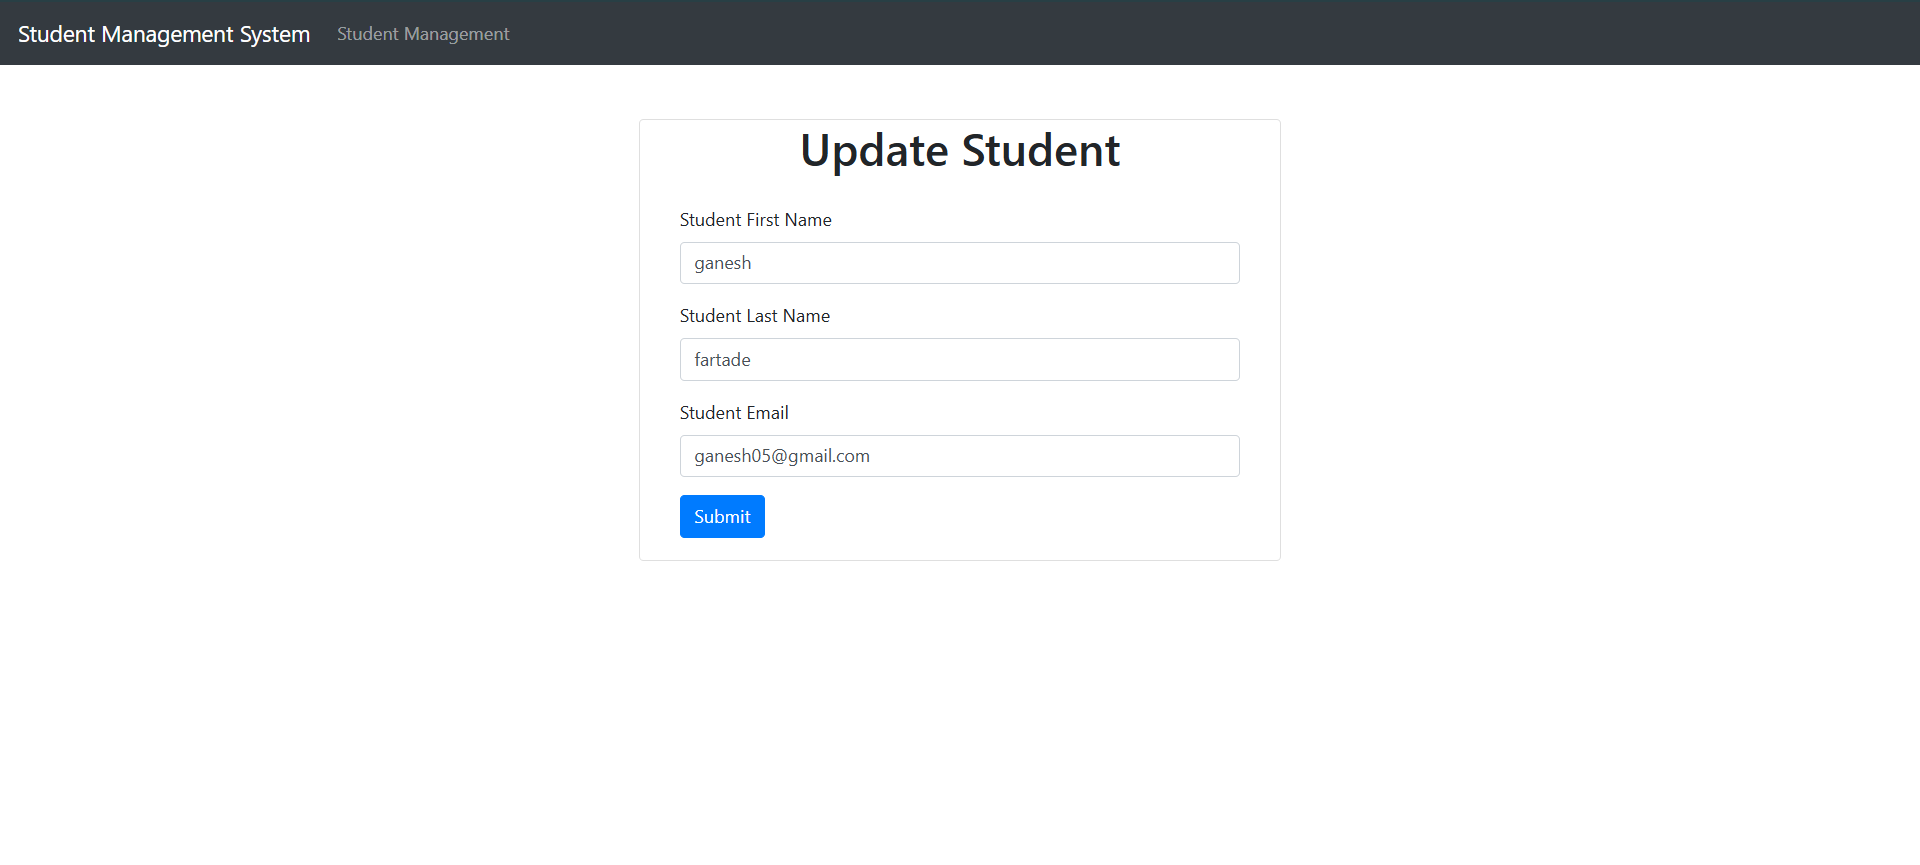 Student Management System Student Management
Update Student
Student First Name
ganesh
Student Last Name
fartade
Student Email
ganesh05@gmail.com
Submit